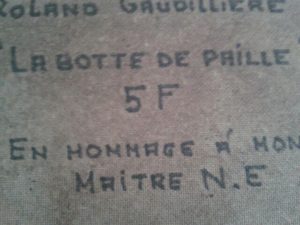 ROLAND GAUDILLIERE
"LA BOTTE DE PAILLE"
5F
EN HOMMAGE A' MON
MAITRE N.E